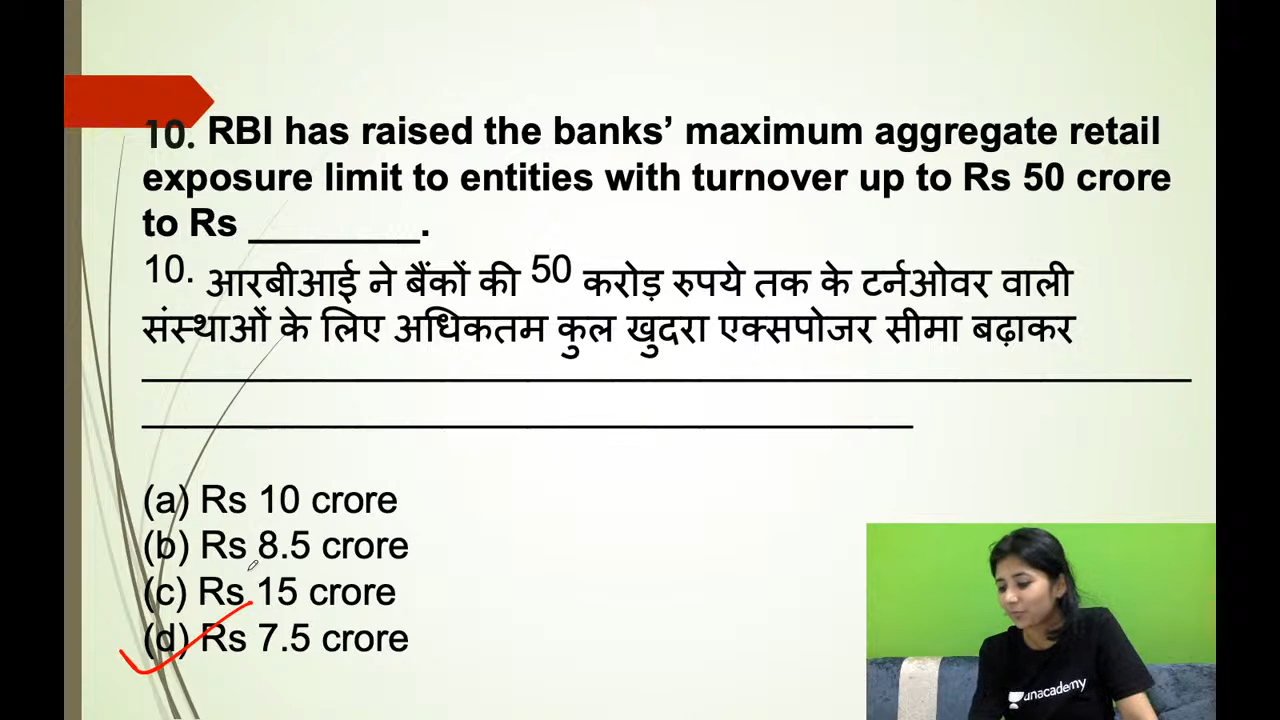 10. RBI has raised the banks’ maximum aggregate retail
exposure limit to entities with turnover up to Rs 50 crore
to Rs ________.
10. आरबीआई ने बैंकों की 50 करोड़ रुपये तक के टर्नओवर वाली
संस्थाओं के लिए अधिकतम कुल खुदरा एक्सपोजर सीमा बढ़ाकर
(a) Rs 10 crore
(b) Rs 8.5 crore
(c) Rs 15 crore
(d) Rs 7.5 crore
unacademy